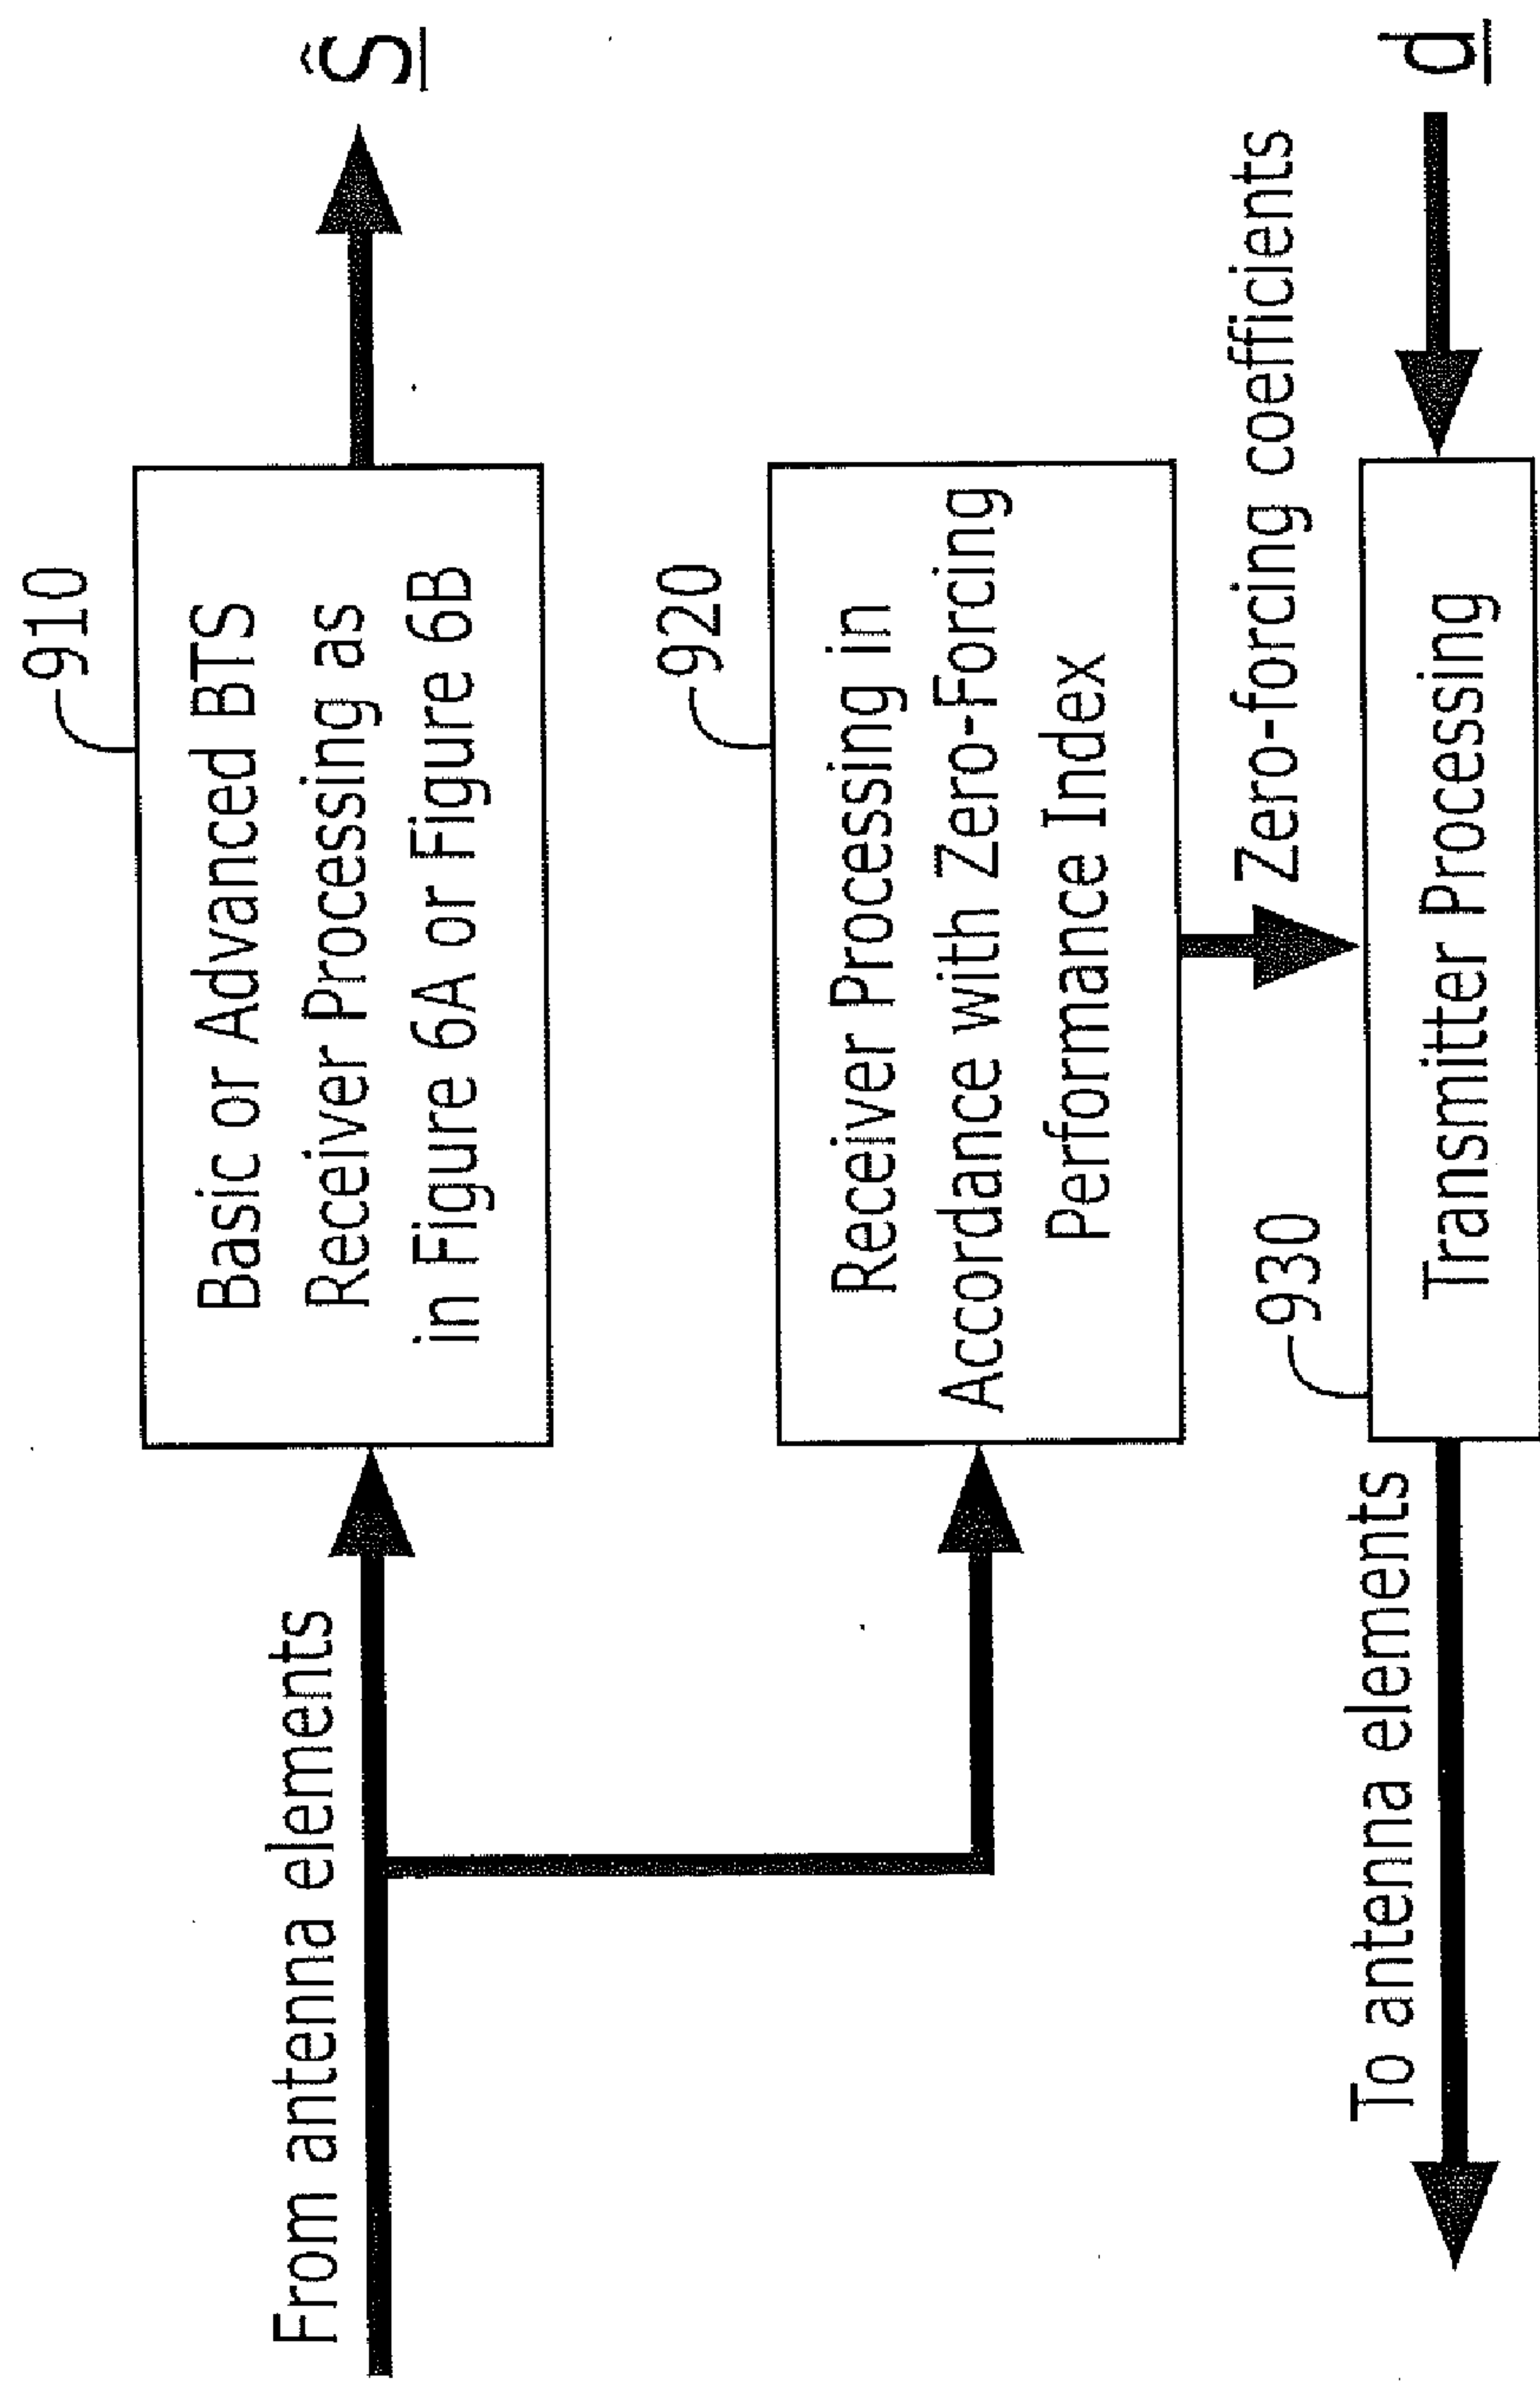 From antenna elements
910
Basic or Advanced BTS
Receiver Processing as
in Figure 6A or Figure 6B
Ŝ
920
Receiver Processing in
Accordance with Zero-Forcing
Performance Index
Zero-forcing coefficients
930
To antenna elements
Transmitter Processing
d